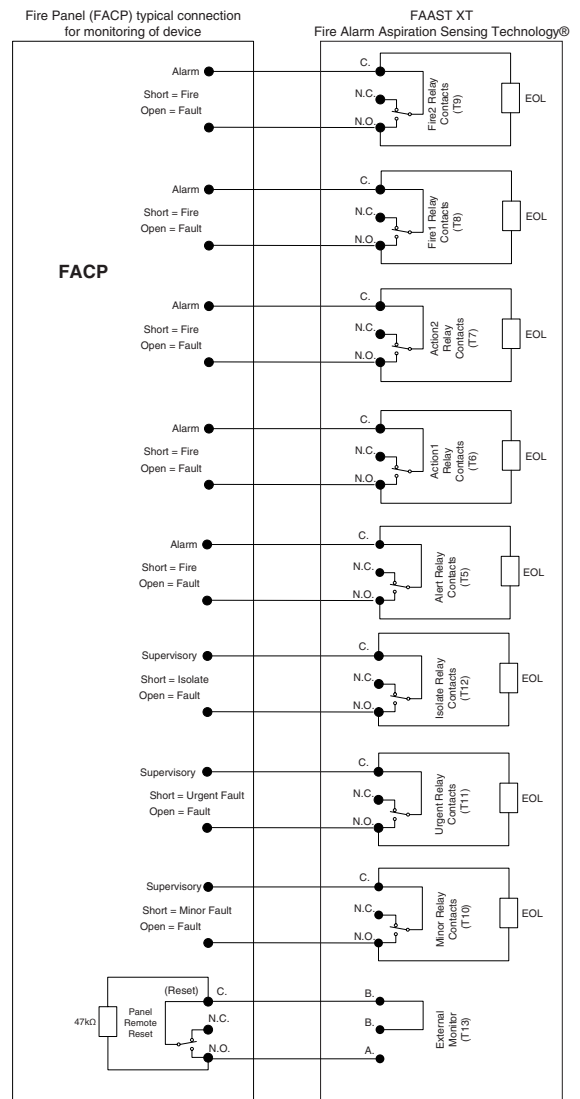 Fire Panel (FACP) typical connection
for monitoring of device
FAAST XT
Fire Alarm Aspiration Sensing Technology®
FACP
Alarm
Short = Fire
Open = Fault
C.
N.C.
N.O.
Fire2 Relay
Contacts
(T9)
EOL
Alarm
Short = Fire
Open = Fault
C.
N.C.
N.O.
Fire1 Relay
Contacts
(T8)
EOL
Alarm
Short = Fire
Open = Fault
C.
N.C.
N.O.
Action2
Relay
Contacts
(T7)
EOL
Alarm
Short = Fire
Open = Fault
C.
N.C.
N.O.
Action1
Relay
Contacts
(T6)
EOL
Alarm
Short = Fire
Open = Fault
C.
N.C.
N.O.
Alert Relay
Contacts
(T5)
EOL
Supervisory
Short = Isolate
Open = Fault
C.
N.C.
N.O.
Isolate Relay
Contacts
(T12)
EOL
Supervisory
Short = Urgent Fault
Open = Fault
C.
N.C.
N.O.
Urgent Relay
Contacts
(T11)
EOL
Supervisory
Short = Minor Fault
Open = Fault
C.
N.C.
N.O.
Minor Relay
Contacts
(T10)
EOL
47kΩ
Panel
Remote
Reset
(Reset)
C.
N.C.
N.O.
B.
B.
A.
External
Monitor
(T13)